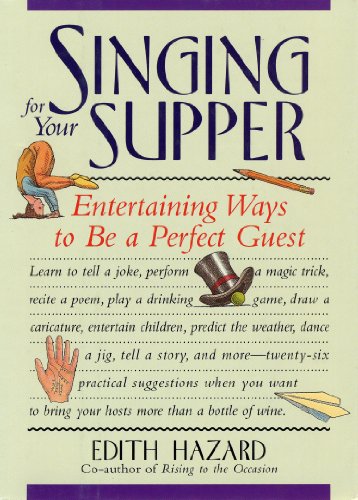 SINGING
for Your SUPPER
Entertaining Ways
to Be a Perfect Guest
Learn to tell a joke, perform a magic trick,
recite a poem, play a drinking game, draw a
caricature, entertain children, predict the weather, dance
a jig, tell a story, and more—twenty-six
practical suggestions when you want
to bring your hosts more than a bottle of wine.
EDITH HAZARD
Co-author of Rising to the Occasion